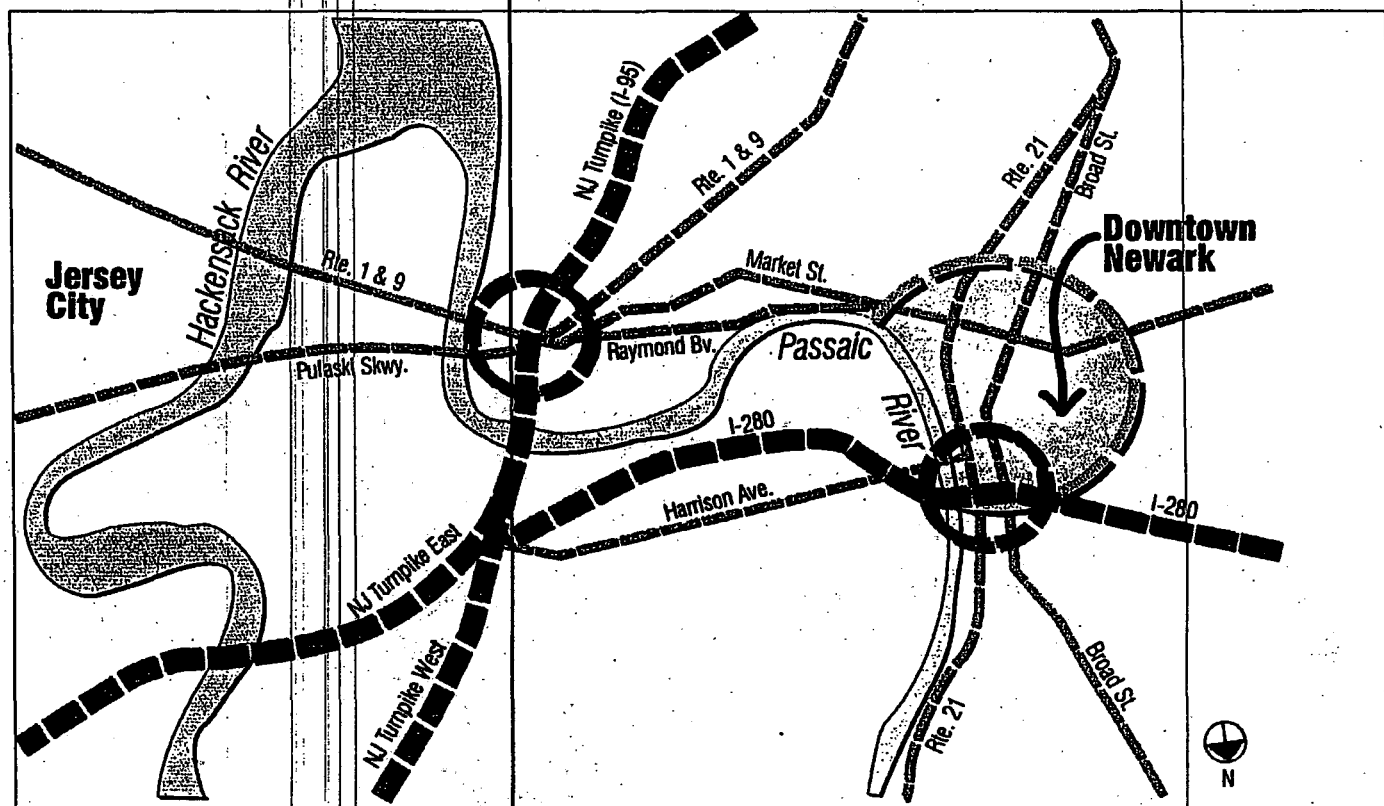 NJ Turnpike (I-95)
Rte. 1 & 9
Rte. 21
Broad St.
Hackensack River
Jersey
City
Rte. 1 & 9
Market St.
Downtown
Newark
Pulaski Skwy.
Raymond Bv.
Passaic
River
I-280
Harrison Ave.
I-280
NJ Turnpike East
NJ Turnpike West
Rte. 21
Broad St.
N